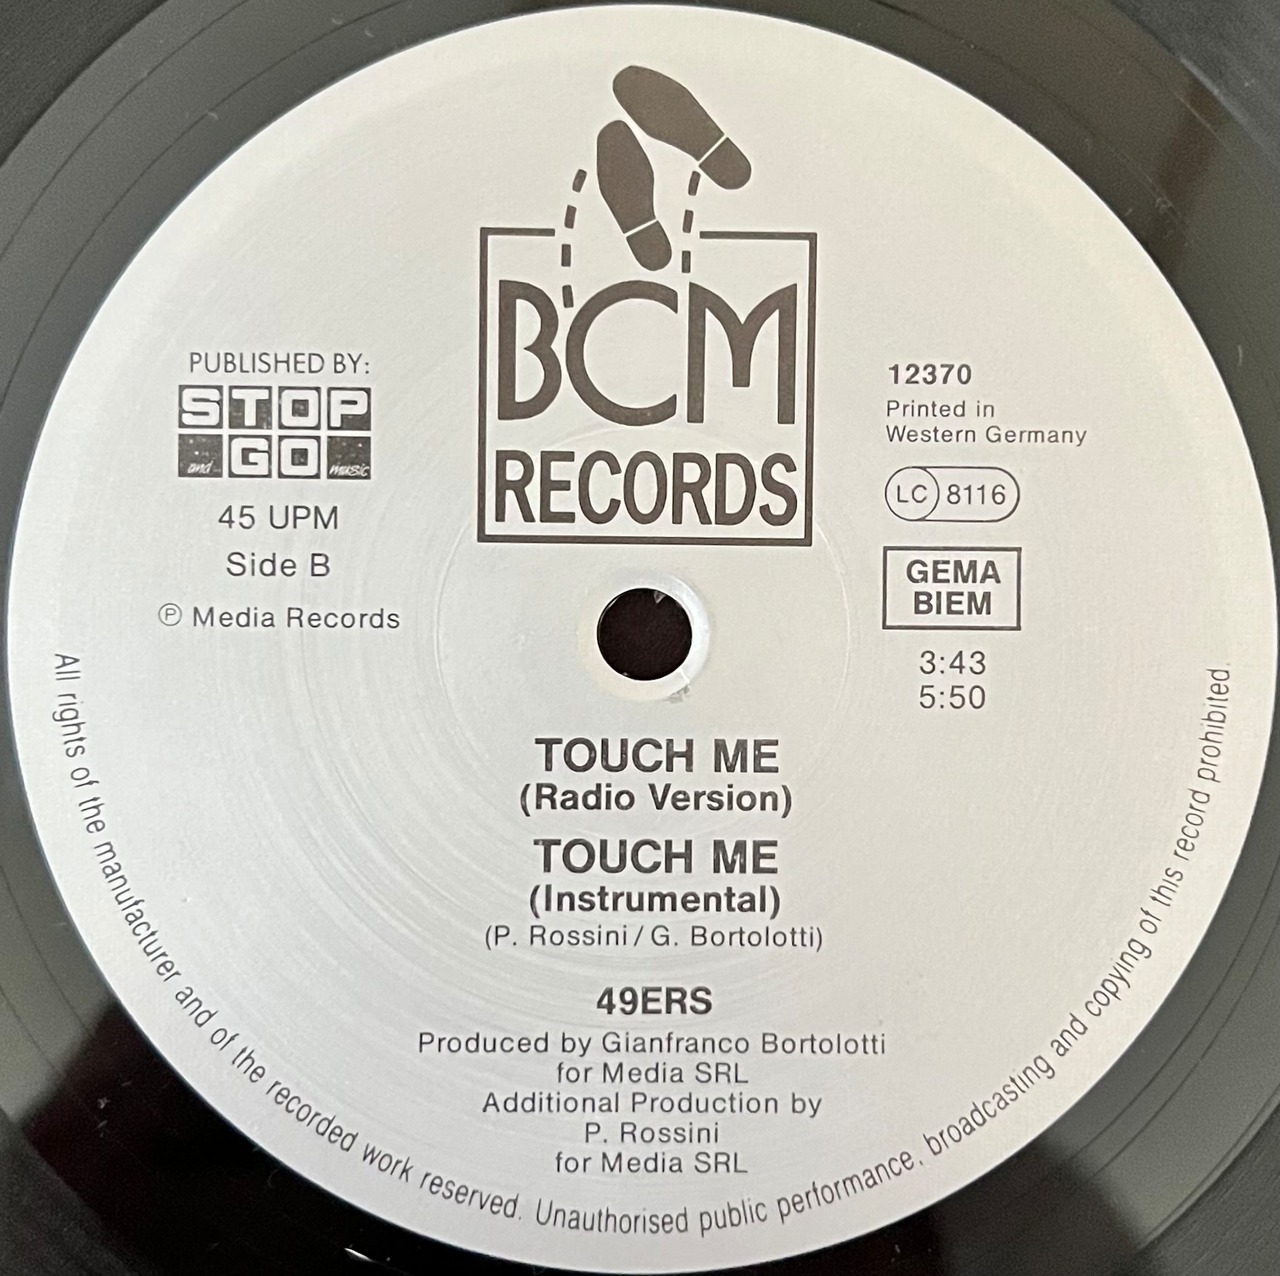 BCM
RECORDS
PUBLISHED BY:
STOP
and GO music
45 UPM
Side B
℗ Media Records
12370
Printed in
Western Germany
LC 8116
GEMA
BIEM
3:43
5:50
TOUCH ME
(Radio Version)
TOUCH ME
(Instrumental)
(P. Rossini / G. Bortolotti)
49ERS
Produced by Gianfranco Bortolotti
for Media SRL
Additional Production by
P. Rossini
for Media SRL
All rights of the manufacturer and of the recorded work reserved. Unauthorised public performance, broadcasting and copying of this record prohibited.